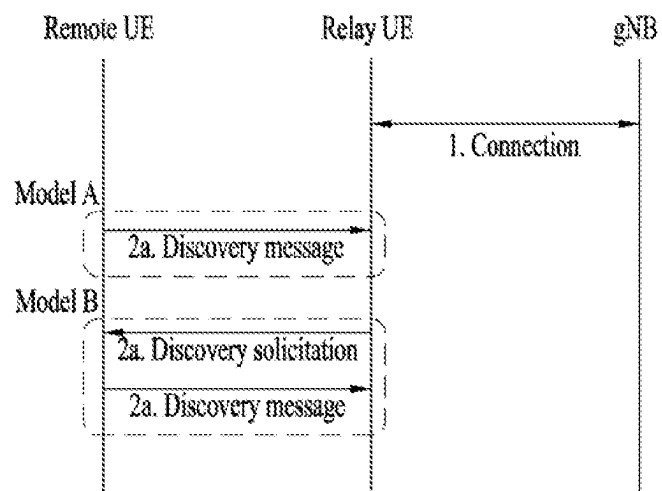 Remote UE
Relay UE
gNB
1. Connection
Model A
2a. Discovery message
Model B
2a. Discovery solicitation
2a. Discovery message